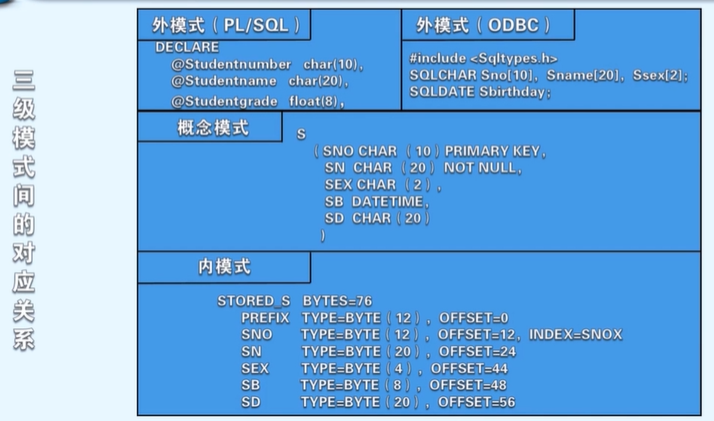 三级模式间的对应关系
外模式（PL/SQL）
DECLARE
@Studentnumber char(10),
@Studentname char(20),
@Studentgrade float(8),
外模式（ODBC）
#include <Sqltypes.h>
SQLCHAR Sno[10], Sname[20], Ssex[2];
SQLDATE Sbirthday;
概念模式
S
（SNO CHAR（10）PRIMARY KEY,
SN CHAR（20）NOT NULL,
SEX CHAR（2）,
SB DATETIME,
SD CHAR（20）
）
内模式
STORED_S BYTES=76
PREFIX TYPE=BYTE（12）, OFFSET=0
SNO TYPE=BYTE（12）, OFFSET=12, INDEX=SNOX
SN TYPE=BYTE（20）, OFFSET=24
SEX TYPE=BYTE（4）, OFFSET=44
SB TYPE=BYTE（8）, OFFSET=48
SD TYPE=BYTE（20）, OFFSET=56